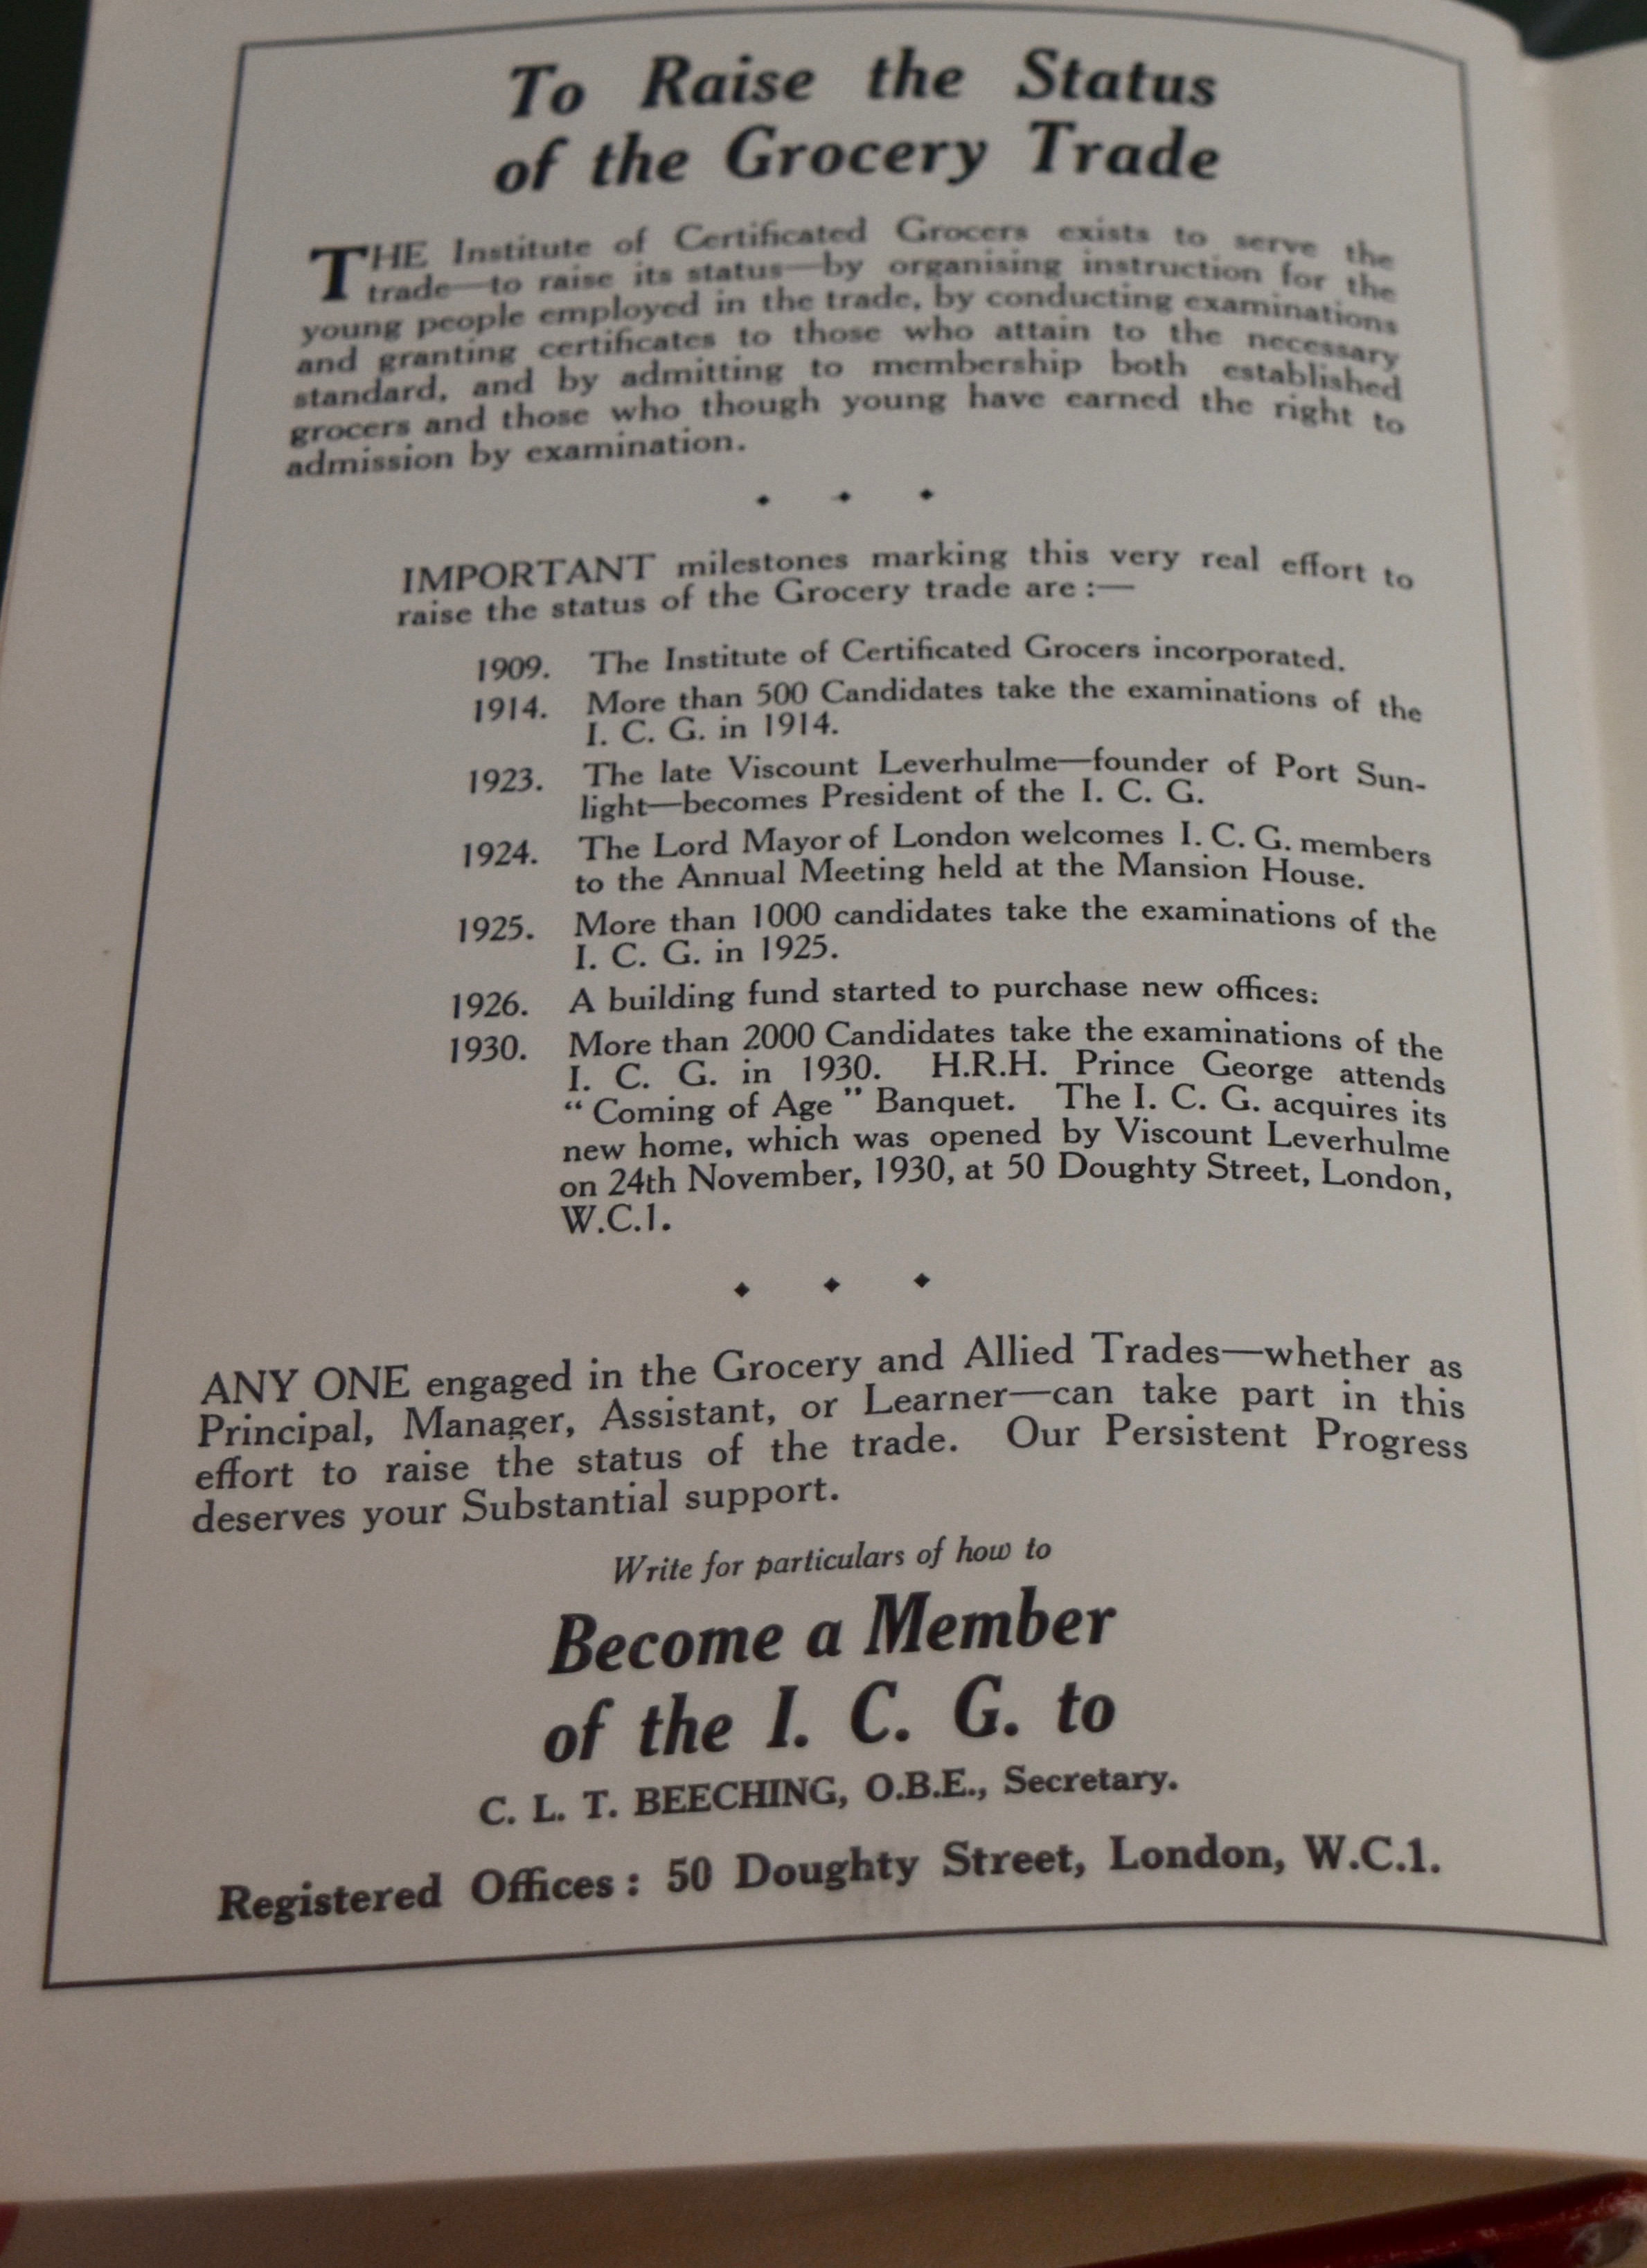 To Raise the Status
of the Grocery Trade
THE Institute of Certificated Grocers exists to serve the
trade—to raise its status—by organising instruction for the
young people employed in the trade, by conducting examinations
and granting certificates to those who attain to the necessary
standard, and by admitting to membership both established
grocers and those who though young have earned the right to
admission by examination.
IMPORTANT milestones marking this very real effort to
raise the status of the Grocery trade are :—
1909. The Institute of Certificated Grocers incorporated.
1914. More than 500 Candidates take the examinations of the
I. C. G. in 1914.
1923. The late Viscount Leverhulme—founder of Port Sun-
light—becomes President of the I. C. G.
1924. The Lord Mayor of London welcomes I. C. G. members
to the Annual Meeting held at the Mansion House.
1925. More than 1000 candidates take the examinations of the
I. C. G. in 1925.
1926. A building fund started to purchase new offices:
1930. More than 2000 Candidates take the examinations of the
I. C. G. in 1930. H.R.H. Prince George attends
“ Coming of Age ” Banquet. The I. C. G. acquires its
new home, which was opened by Viscount Leverhulme
on 24th November, 1930, at 50 Doughty Street, London,
W.C.1.
ANY ONE engaged in the Grocery and Allied Trades—whether as
Principal, Manager, Assistant, or Learner—can take part in this
effort to raise the status of the trade. Our Persistent Progress
deserves your Substantial support.
Write for particulars of how to
Become a Member
of the I. C. G. to
C. L. T. BEECHING, O.B.E., Secretary.
Registered Offices : 50 Doughty Street, London, W.C.1.